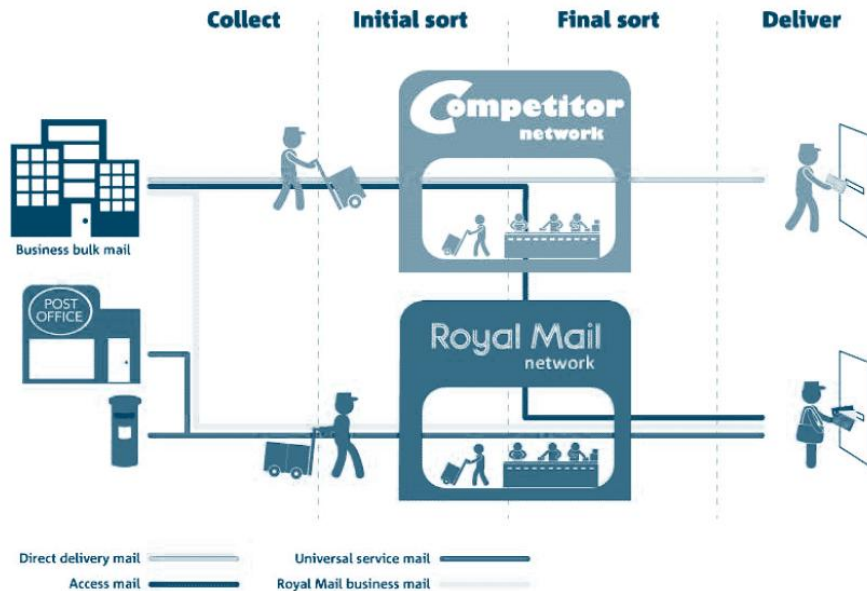 Collect
Initial sort
Final sort
Deliver
Competitor
network
Business bulk mail
POST
OFFICE
Royal Mail
network
Direct delivery mail
Universal service mail
Access mail
Royal Mail business mail